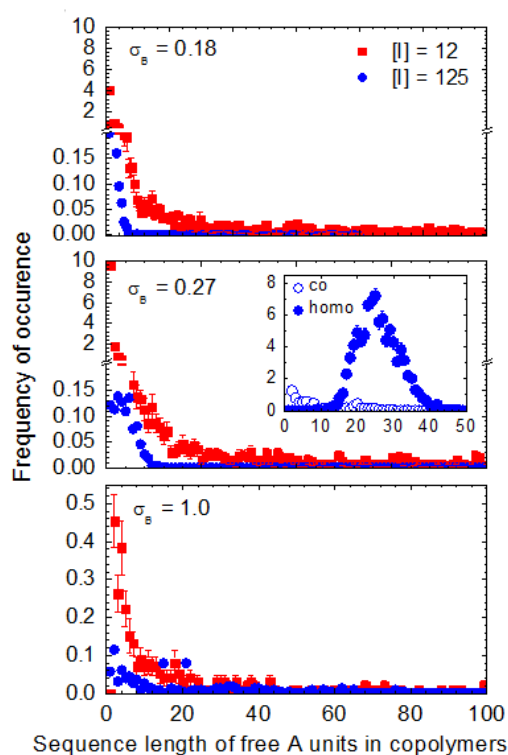 Frequency of occurence
10
8
6
4
2
0.15
0.10
0.05
0.00
σB = 0.18
[I] = 12
[I] = 125
10
8
6
4
2
0.15
0.10
0.05
0.00
σB = 0.27
co
homo
8
6
4
2
0
0 10 20 30 40 50
0.5
0.4
0.3
0.2
0.1
0.0
σB = 1.0
0 20 40 60 80 100
Sequence length of free A units in copolymers